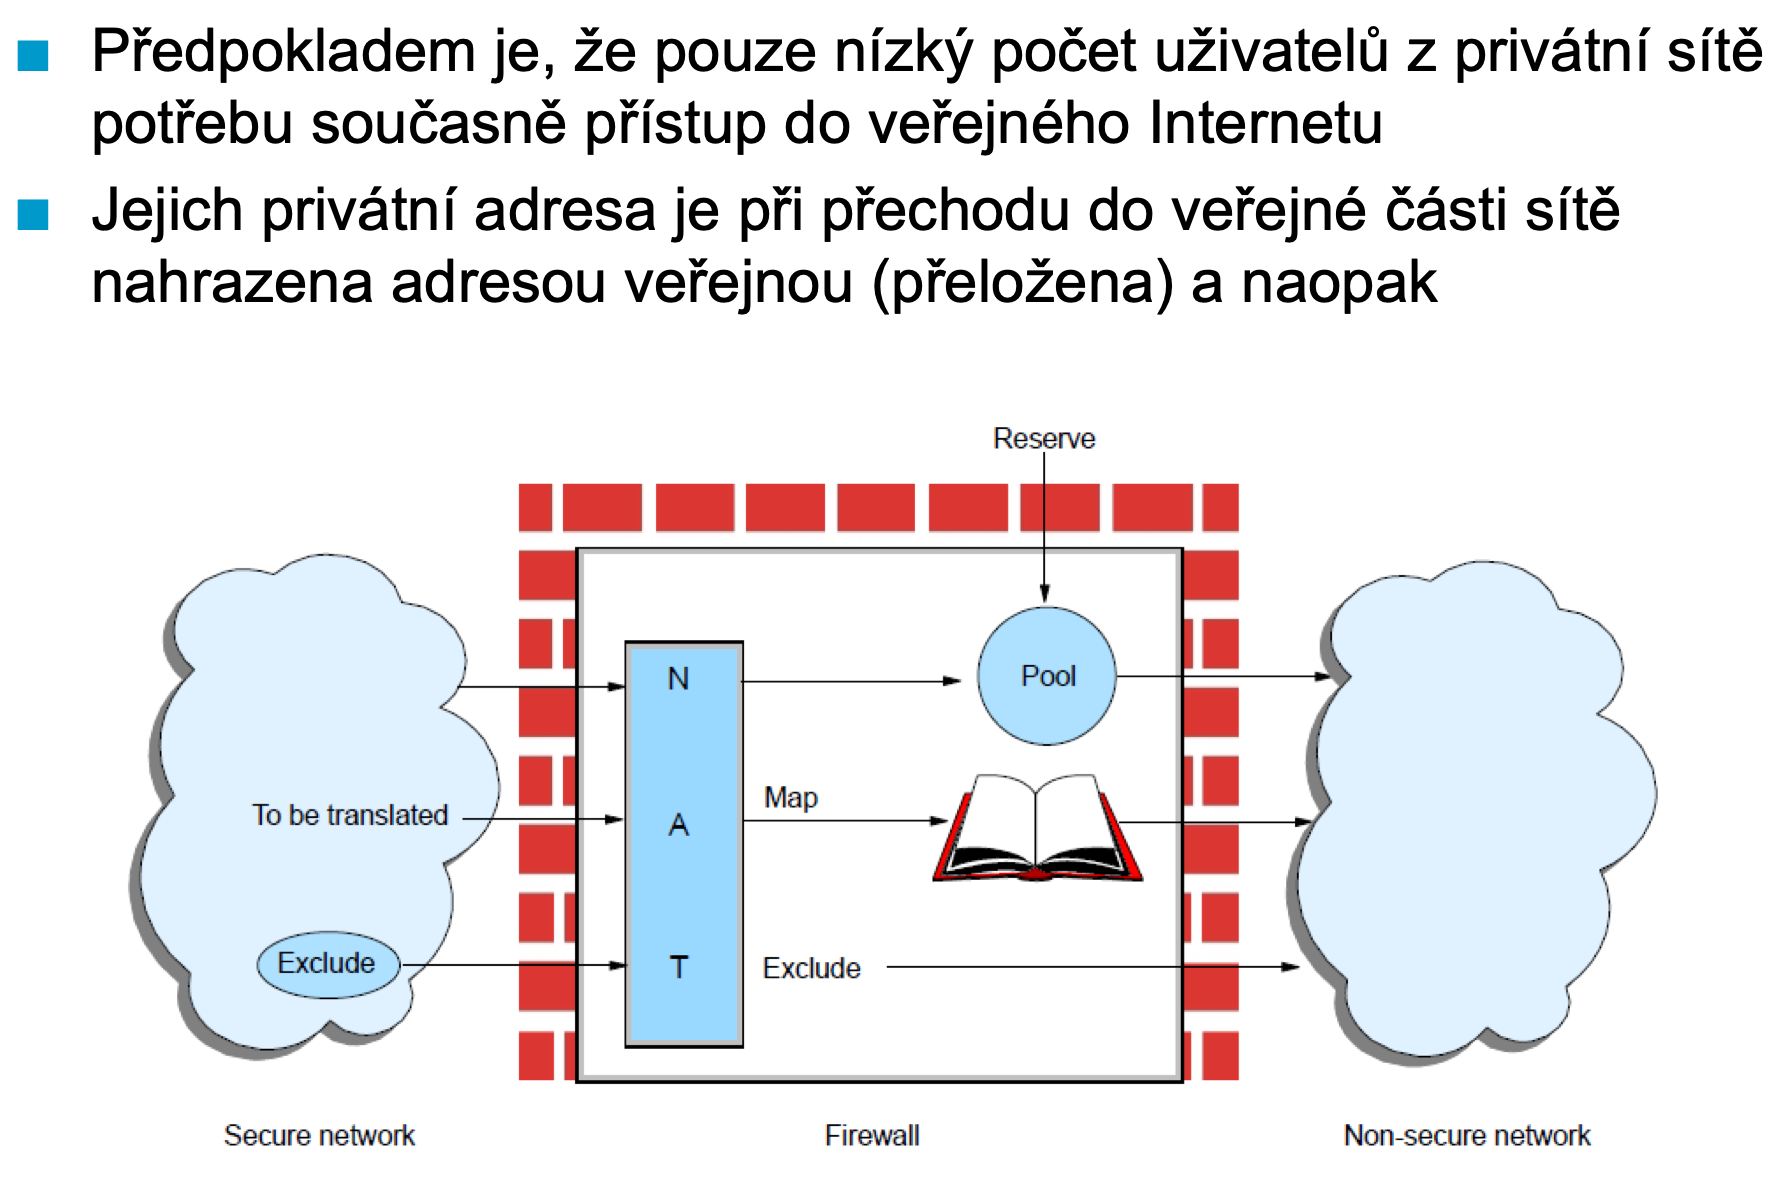 Předpokladem je, že pouze nízký počet uživatelů z privátní sítě
potřebu současně přístup do veřejného Internetu
Jejich privátní adresa je při přechodu do veřejné části sítě
nahrazena adresou veřejnou (přeložena) a naopak
Reserve
N
Pool
Map
To be translated
A
Exclude
T
Exclude
Secure network
Firewall
Non-secure network